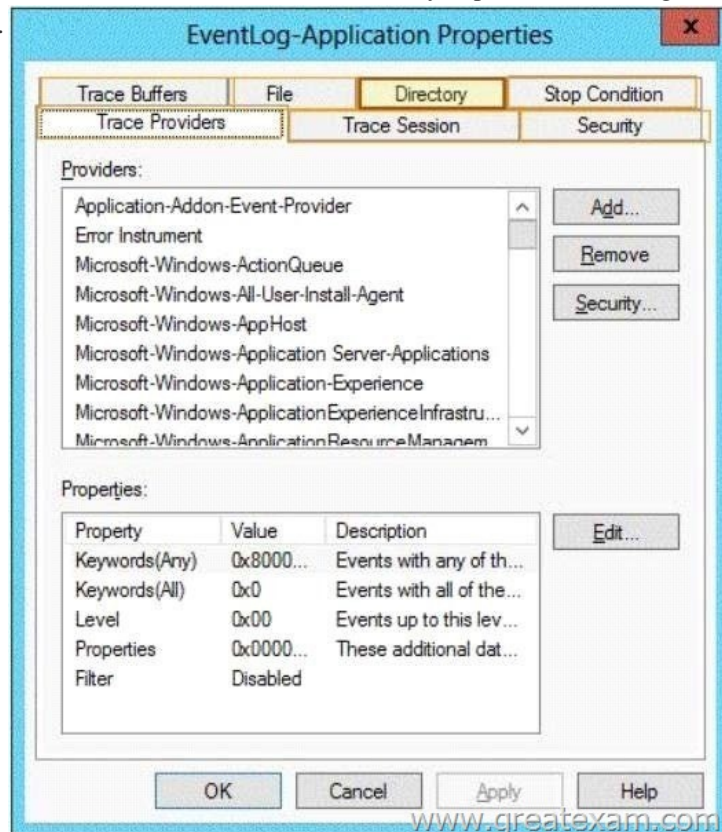 EventLog-Application Properties
x
Trace Buffers File Directory Stop Condition
Trace Providers Trace Session Security
Providers:
Application-Addon-Event-Provider
Error Instrument
Microsoft-Windows-ActionQueue
Microsoft-Windows-All-User-Install-Agent
Microsoft-Windows-AppHost
Microsoft-Windows-Application Server-Applications
Microsoft-Windows-Application-Experience
Microsoft-Windows-ApplicationExperienceInfrastru...
Microsoft-Windows-ApplicationResourceManagem
Add...
Remove
Security...
Properties:
Property Value Description
Keywords(Any) 0x8000... Events with any of th...
Keywords(All) 0x0 Events with all of the...
Level 0x00 Events up to this lev...
Properties 0x0000... These additional dat...
Filter Disabled
Edit...
OK Cancel Apply Help
www.greatexam.com